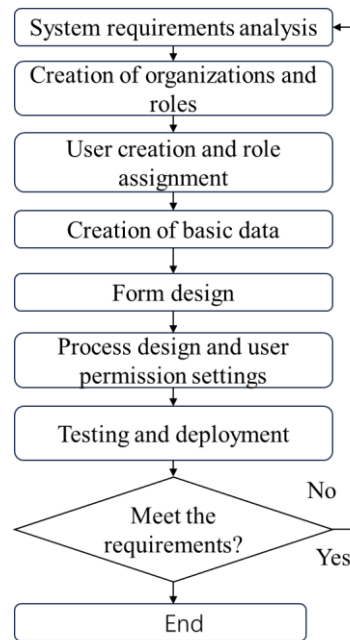 System requirements analysis
Creation of organizations and
roles
User creation and role
assignment
Creation of basic data
Form design
Process design and user
permission settings
Testing and deployment
No
Meet the
requirements?
Yes
End